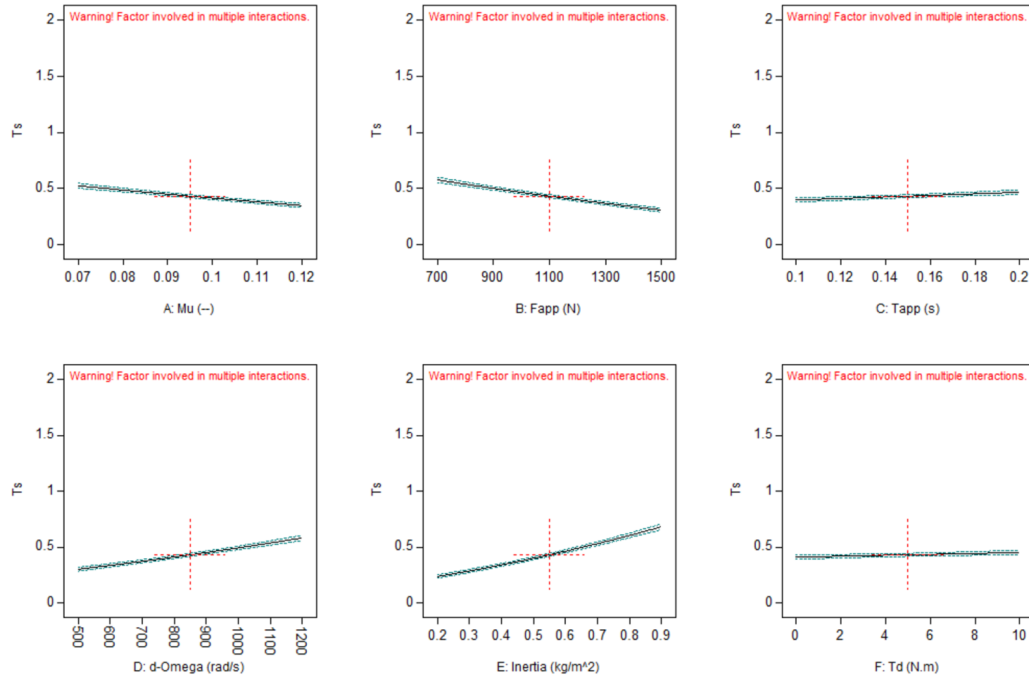 Warning! Factor involved in multiple interactions.
2
1.5
1
0.5
0
Ts
0.07 0.08 0.09 0.1 0.11 0.12
A: Mu (--)
Warning! Factor involved in multiple interactions.
2
1.5
1
0.5
0
Ts
700 900 1100 1300 1500
B: Fapp (N)
Warning! Factor involved in multiple interactions.
2
1.5
1
0.5
0
Ts
0.1 0.12 0.14 0.16 0.18 0.2
C: Tapp (s)
Warning! Factor involved in multiple interactions.
2
1.5
1
0.5
0
Ts
500 600 700 800 900 1000 1100 1200
D: d-Omega (rad/s)
Warning! Factor involved in multiple interactions.
2
1.5
1
0.5
0
Ts
0.2 0.3 0.4 0.5 0.6 0.7 0.8 0.9
E: Inertia (kg/m^2)
Warning! Factor involved in multiple interactions.
2
1.5
1
0.5
0
Ts
0 2 4 6 8 10
F: Td (N.m)